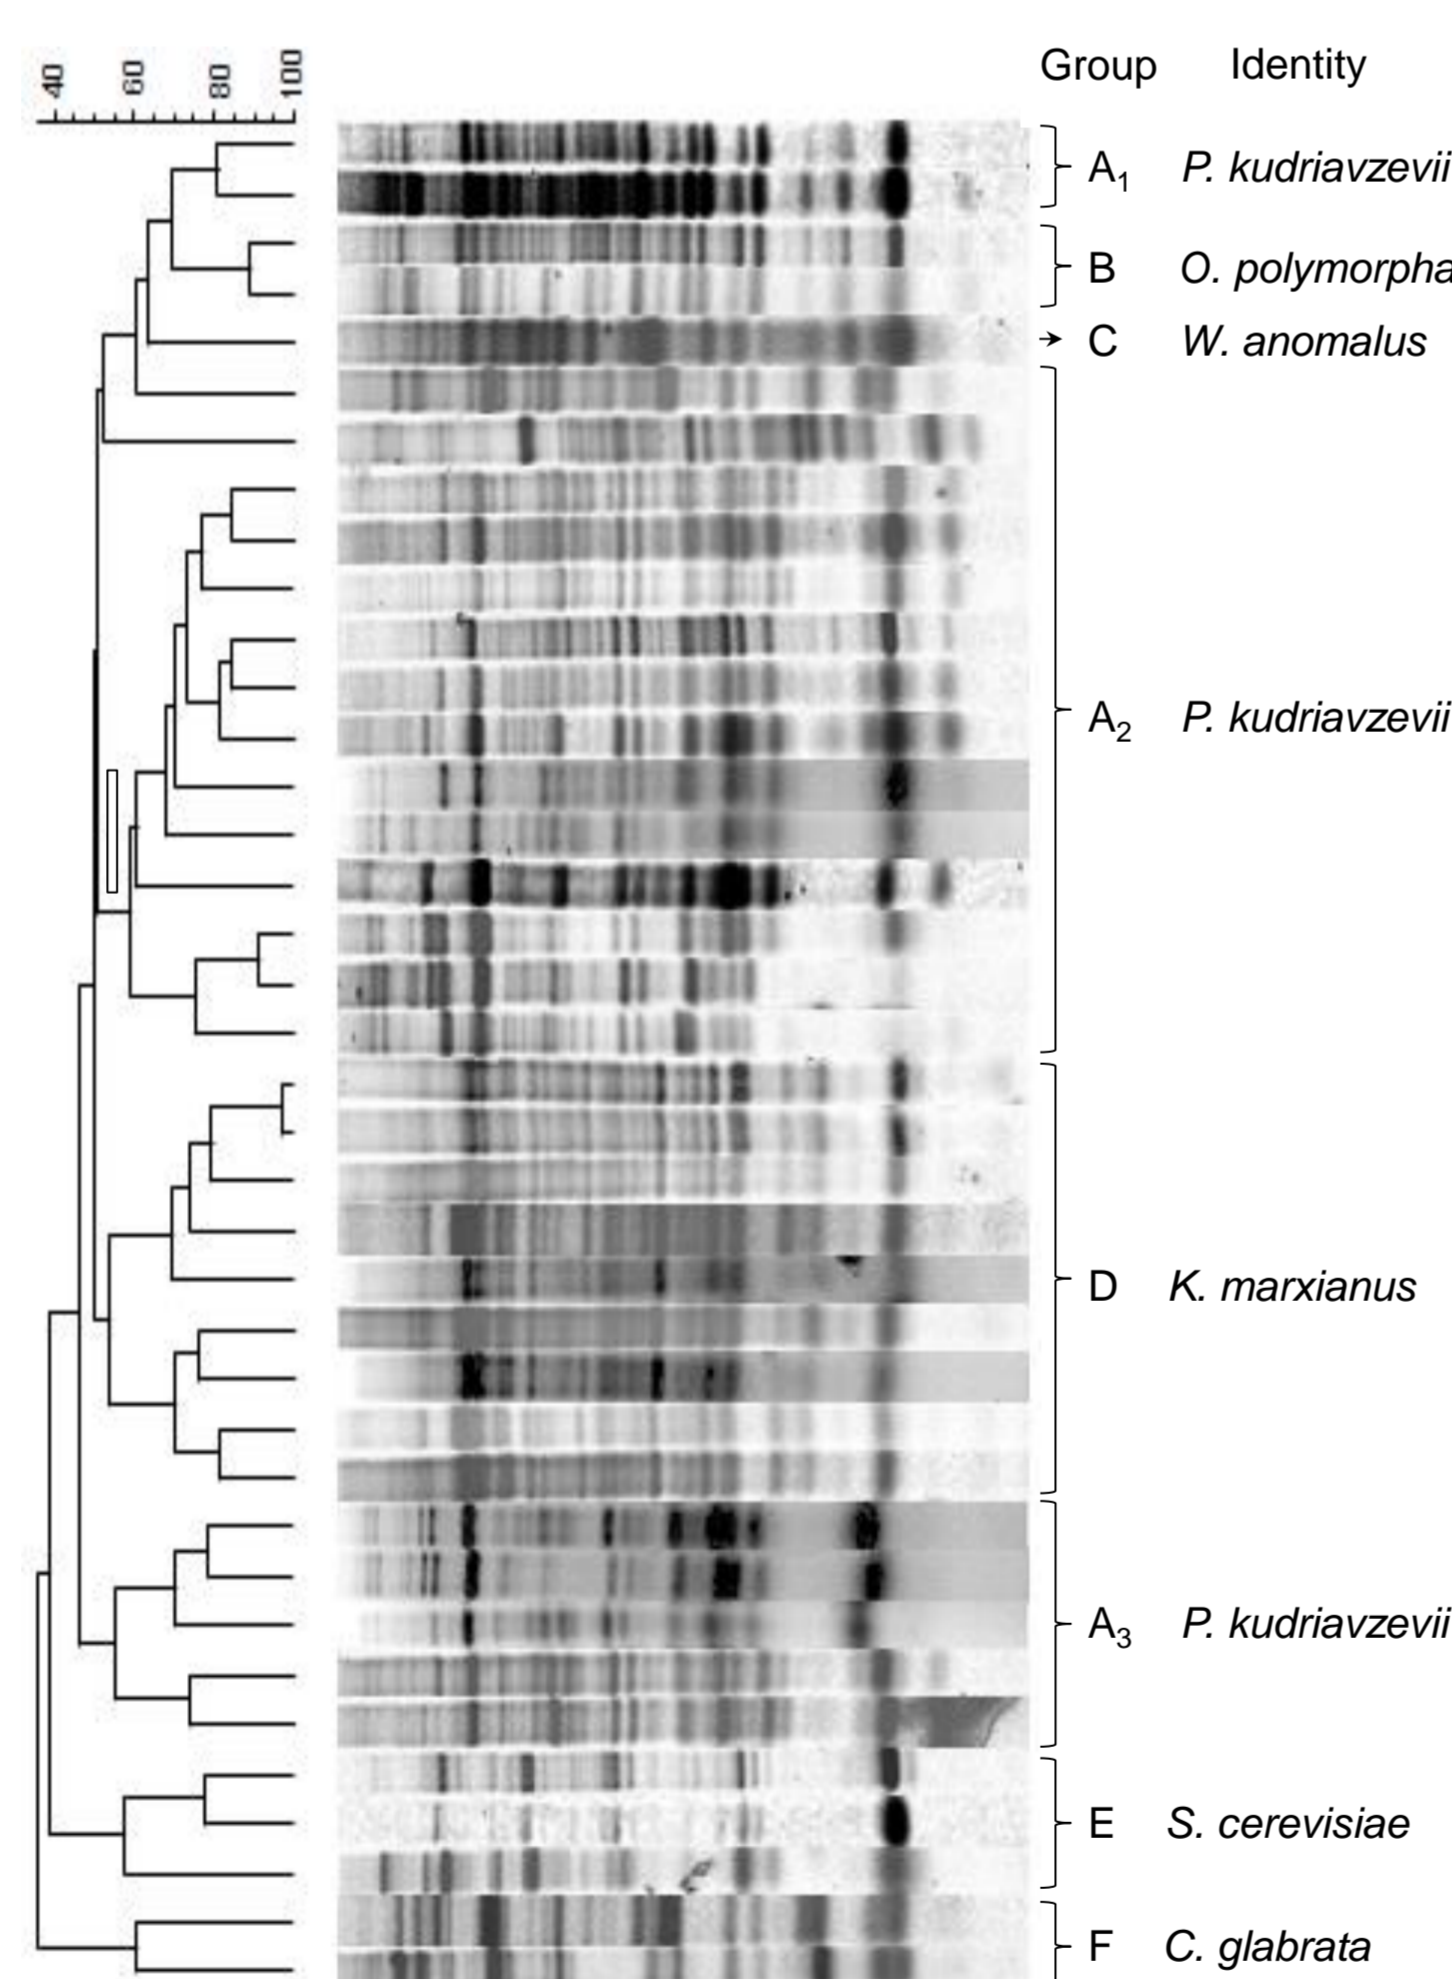 40 60 80 100
Group Identity
A1 P. kudriavzevii
B O. polymorpha
C W. anomalus
A2 P. kudriavzevii
D K. marxianus
A3 P. kudriavzevii
E S. cerevisiae
F C. glabrata